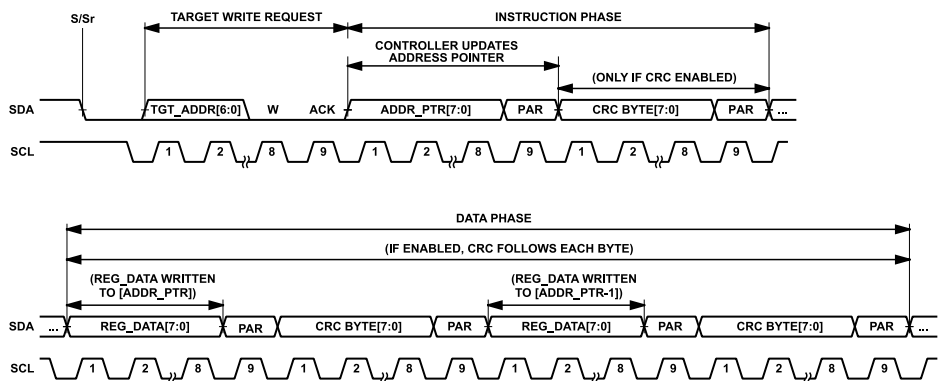 S/Sr
TARGET WRITE REQUEST
INSTRUCTION PHASE
CONTROLLER UPDATES
ADDRESS POINTER
(ONLY IF CRC ENABLED)
SDA TGT_ADDR[6:0] W ACK ADDR_PTR[7:0] PAR CRC BYTE[7:0] PAR ...
SCL 1 2 8 9 1 2 8 9 1 2 8 9
DATA PHASE
(IF ENABLED, CRC FOLLOWS EACH BYTE)
(REG_DATA WRITTEN
TO [ADDR_PTR])
(REG_DATA WRITTEN
TO [ADDR_PTR-1])
SDA ... REG_DATA[7:0] PAR CRC BYTE[7:0] PAR REG_DATA[7:0] PAR CRC BYTE[7:0] PAR ...
SCL 1 2 8 9 1 2 8 9 1 2 8 9 1 2 8 9